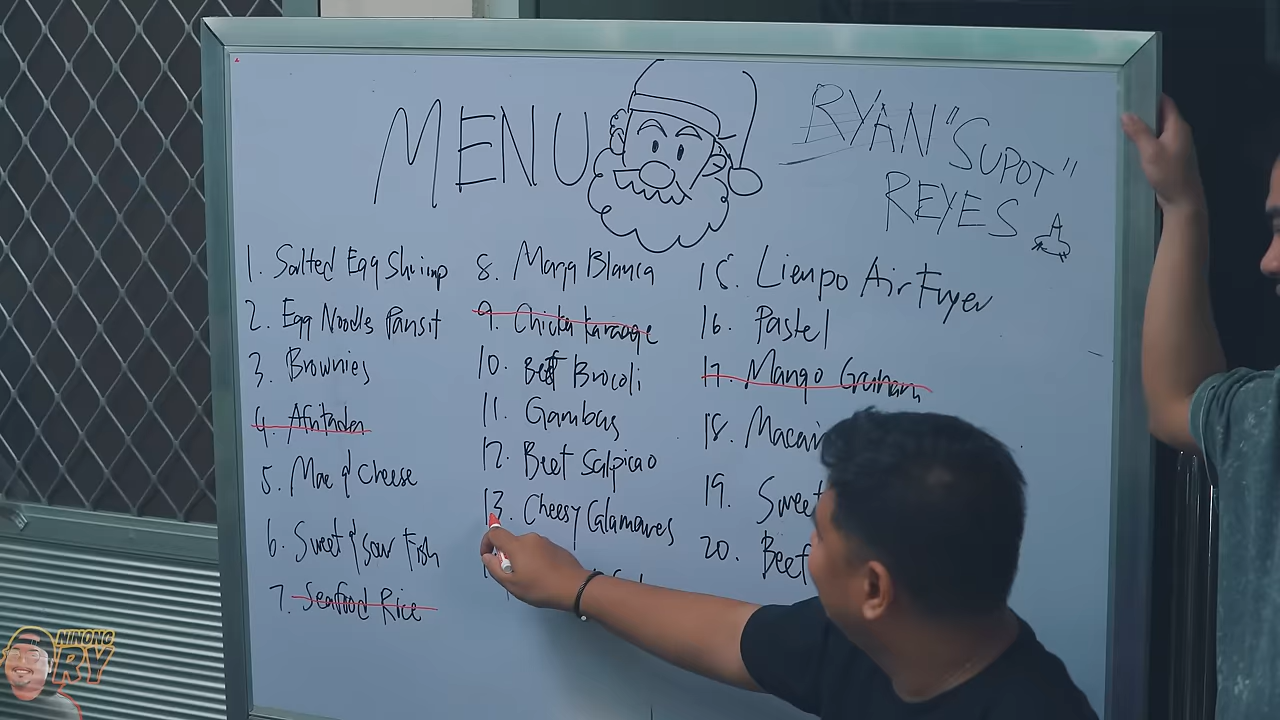 MENU
RYAN "SUPOT"
REYES
1. Salted Egg Shrimp
2. Egg Noodls Pansit
3. Brownies
4. Afritada
5. Mac & Cheese
6. Sweet & Sour Fish
7. Seafood Rice
8. Maja Blanca
9. Chicken Karaage
10. Beef Brocoli
11. Gambas
12. Beef Salpicao
13. Cheesy Calamares
15. Liempo Air Fryer
16. Pastel
17. Mango Graham
18.
19. Sweet
20. Beef
NINONG
RY